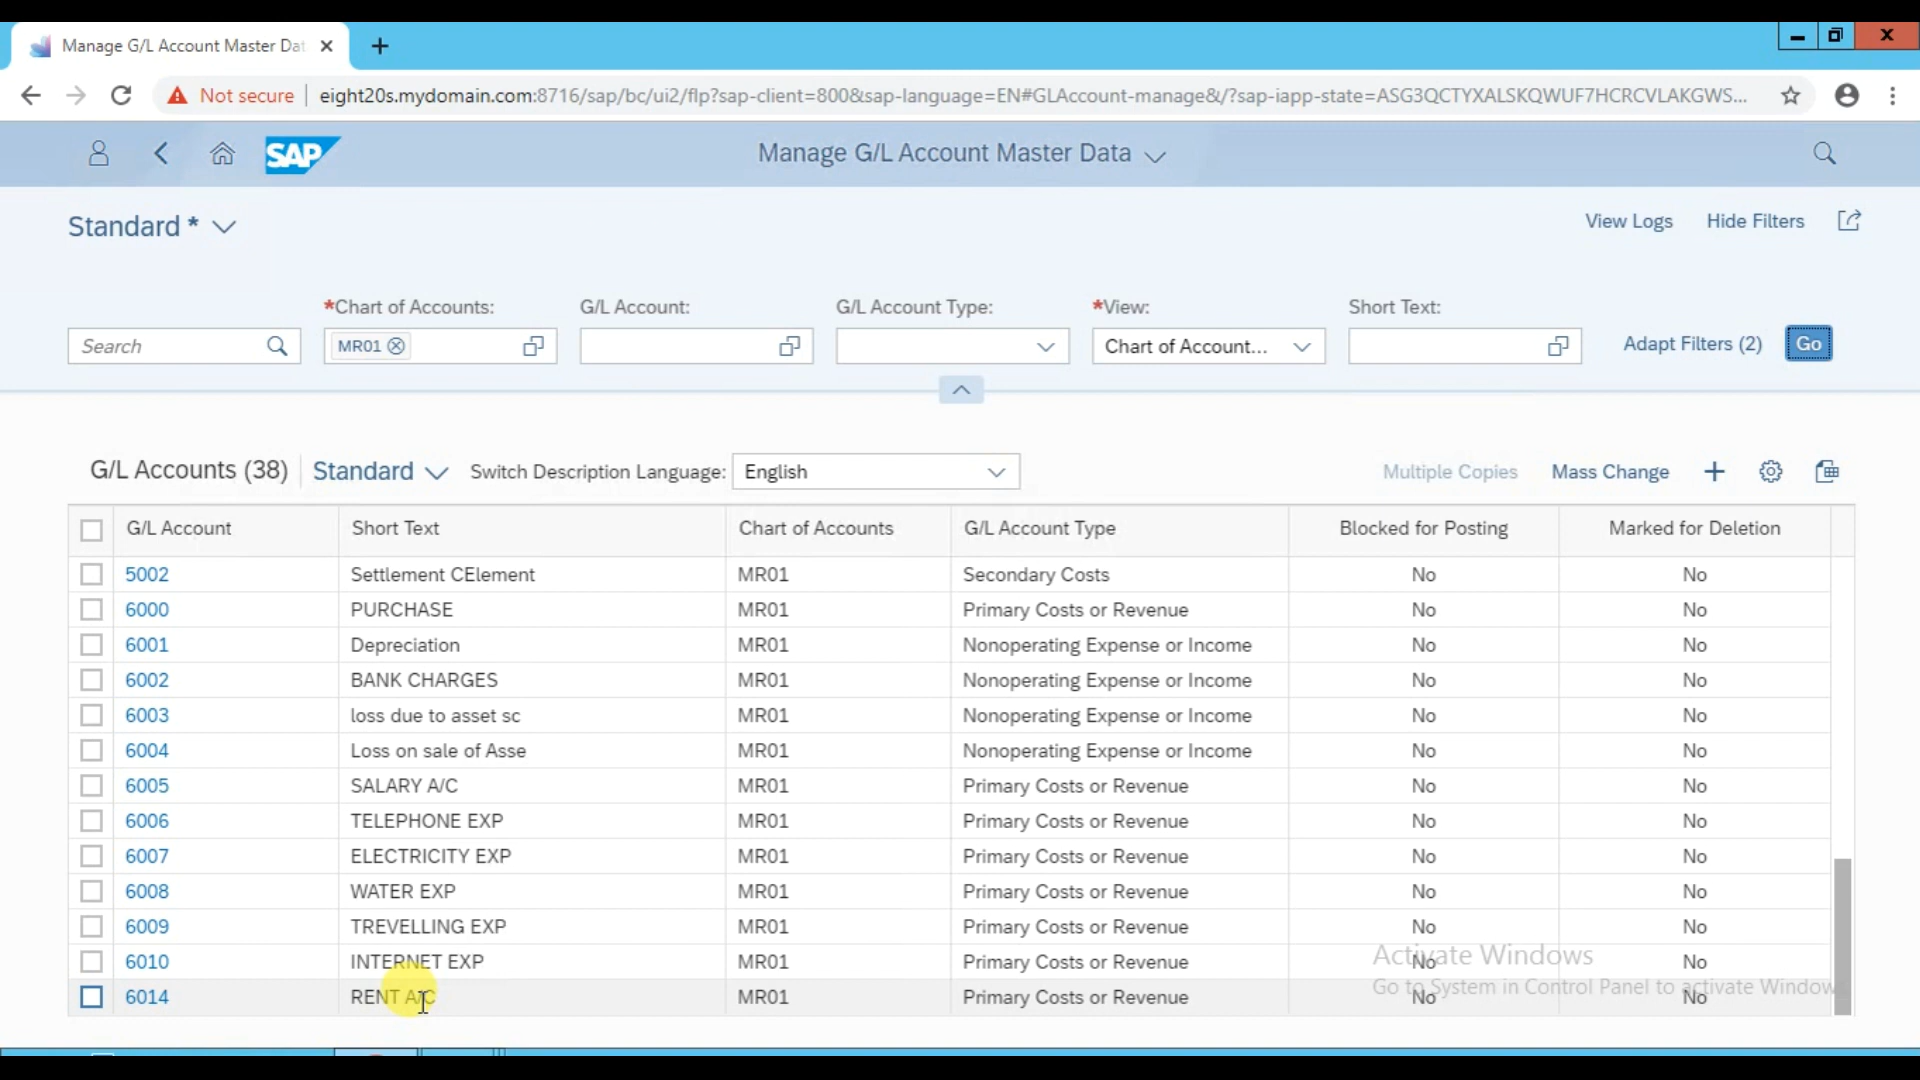 Manage G/L Account Master Dat
Not secure eight20s.mydomain.com:8716/sap/bc/ui2/flp?sap-client=800&sap-language=EN#GLAccount-manage&/?sap-iapp-state=ASG3QCTYXALSKQWUF7HCRCVLAKGWS...
SAP Manage G/L Account Master Data
Standard * View Logs Hide Filters
*Chart of Accounts: G/L Account: G/L Account Type: *View: Short Text:
Search MR01 Chart of Account... Adapt Filters (2) Go
G/L Accounts (38) Standard Switch Description Language: English Multiple Copies Mass Change
G/L Account Short Text Chart of Accounts G/L Account Type Blocked for Posting Marked for Deletion
5002 Settlement CElement MR01 Secondary Costs No No
6000 PURCHASE MR01 Primary Costs or Revenue No No
6001 Depreciation MR01 Nonoperating Expense or Income No No
6002 BANK CHARGES MR01 Nonoperating Expense or Income No No
6003 loss due to asset sc MR01 Nonoperating Expense or Income No No
6004 Loss on sale of Asse MR01 Nonoperating Expense or Income No No
6005 SALARY A/C MR01 Primary Costs or Revenue No No
6006 TELEPHONE EXP MR01 Primary Costs or Revenue No No
6007 ELECTRICITY EXP MR01 Primary Costs or Revenue No No
6008 WATER EXP MR01 Primary Costs or Revenue No No
6009 TREVELLING EXP MR01 Primary Costs or Revenue No No
6010 INTERNET EXP MR01 Primary Costs or Revenue No No
6014 RENT A/C MR01 Primary Costs or Revenue No No
Activate Windows
Go to System in Control Panel to activate Window